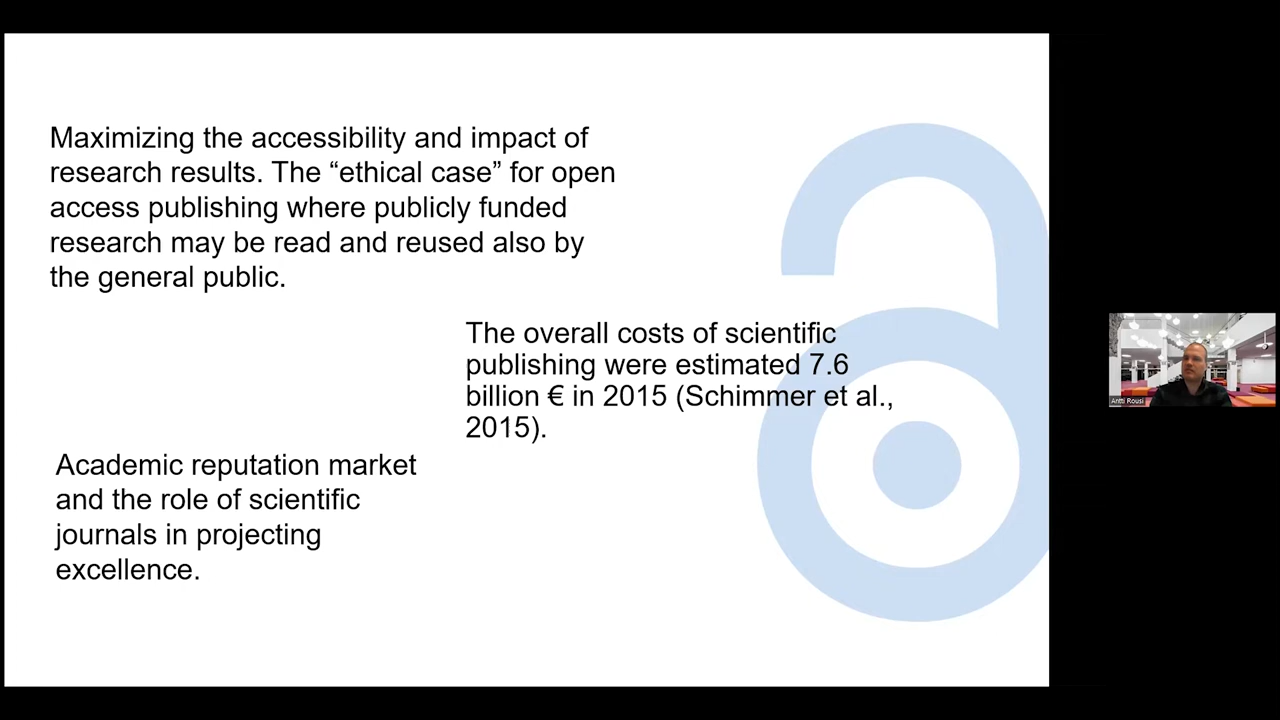 Maximizing the accessibility and impact of
research results. The “ethical case” for open
access publishing where publicly funded
research may be read and reused also by
the general public.
The overall costs of scientific
publishing were estimated 7.6
billion € in 2015 (Schimmer et al.,
2015).
Academic reputation market
and the role of scientific
journals in projecting
excellence.
Antti Rousi